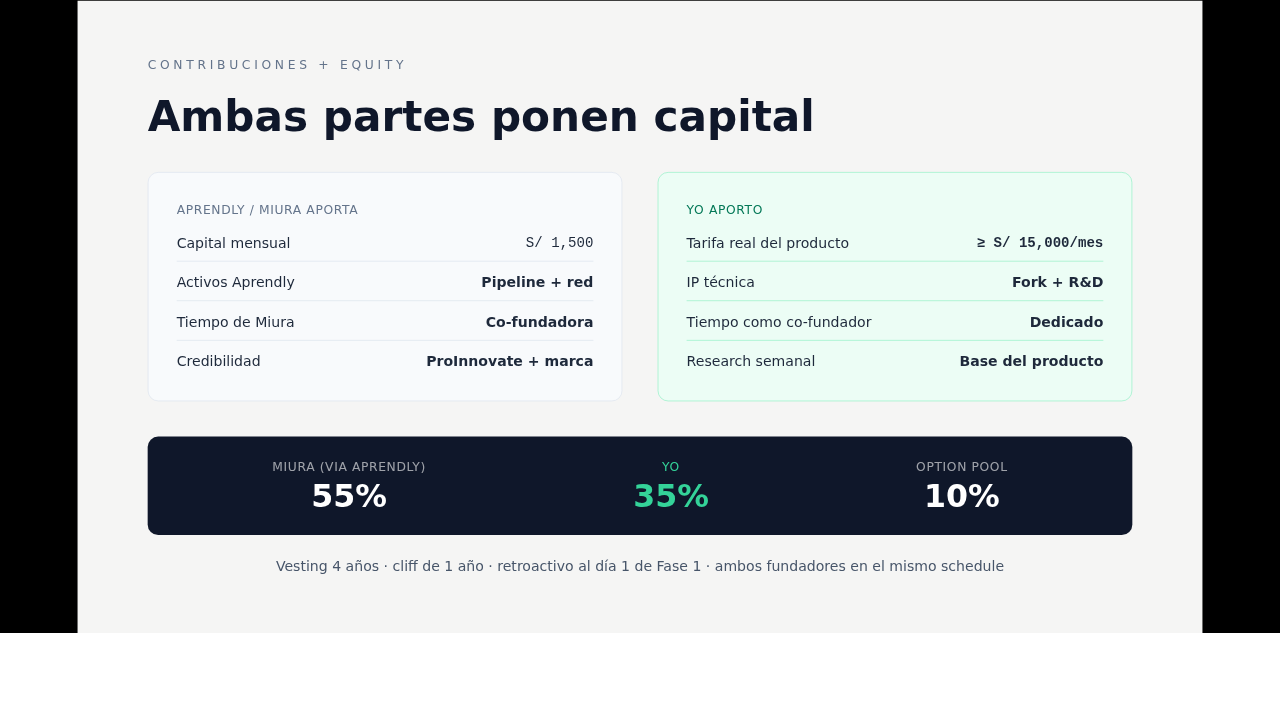 CONTRIBUCIONES + EQUITY
Ambas partes ponen capital
APRENDLY / MIURA APORTA
Capital mensual S/ 1,500
Activos Aprendly Pipeline + red
Tiempo de Miura Co-fundadora
Credibilidad ProInnovate + marca
YO APORTO
Tarifa real del producto ≥ S/ 15,000/mes
IP técnica Fork + R&D
Tiempo como co-fundador Dedicado
Research semanal Base del producto
MIURA (VIA APRENDLY)
55%
YO
35%
OPTION POOL
10%
Vesting 4 años · cliff de 1 año · retroactivo al día 1 de Fase 1 · ambos fundadores en el mismo schedule